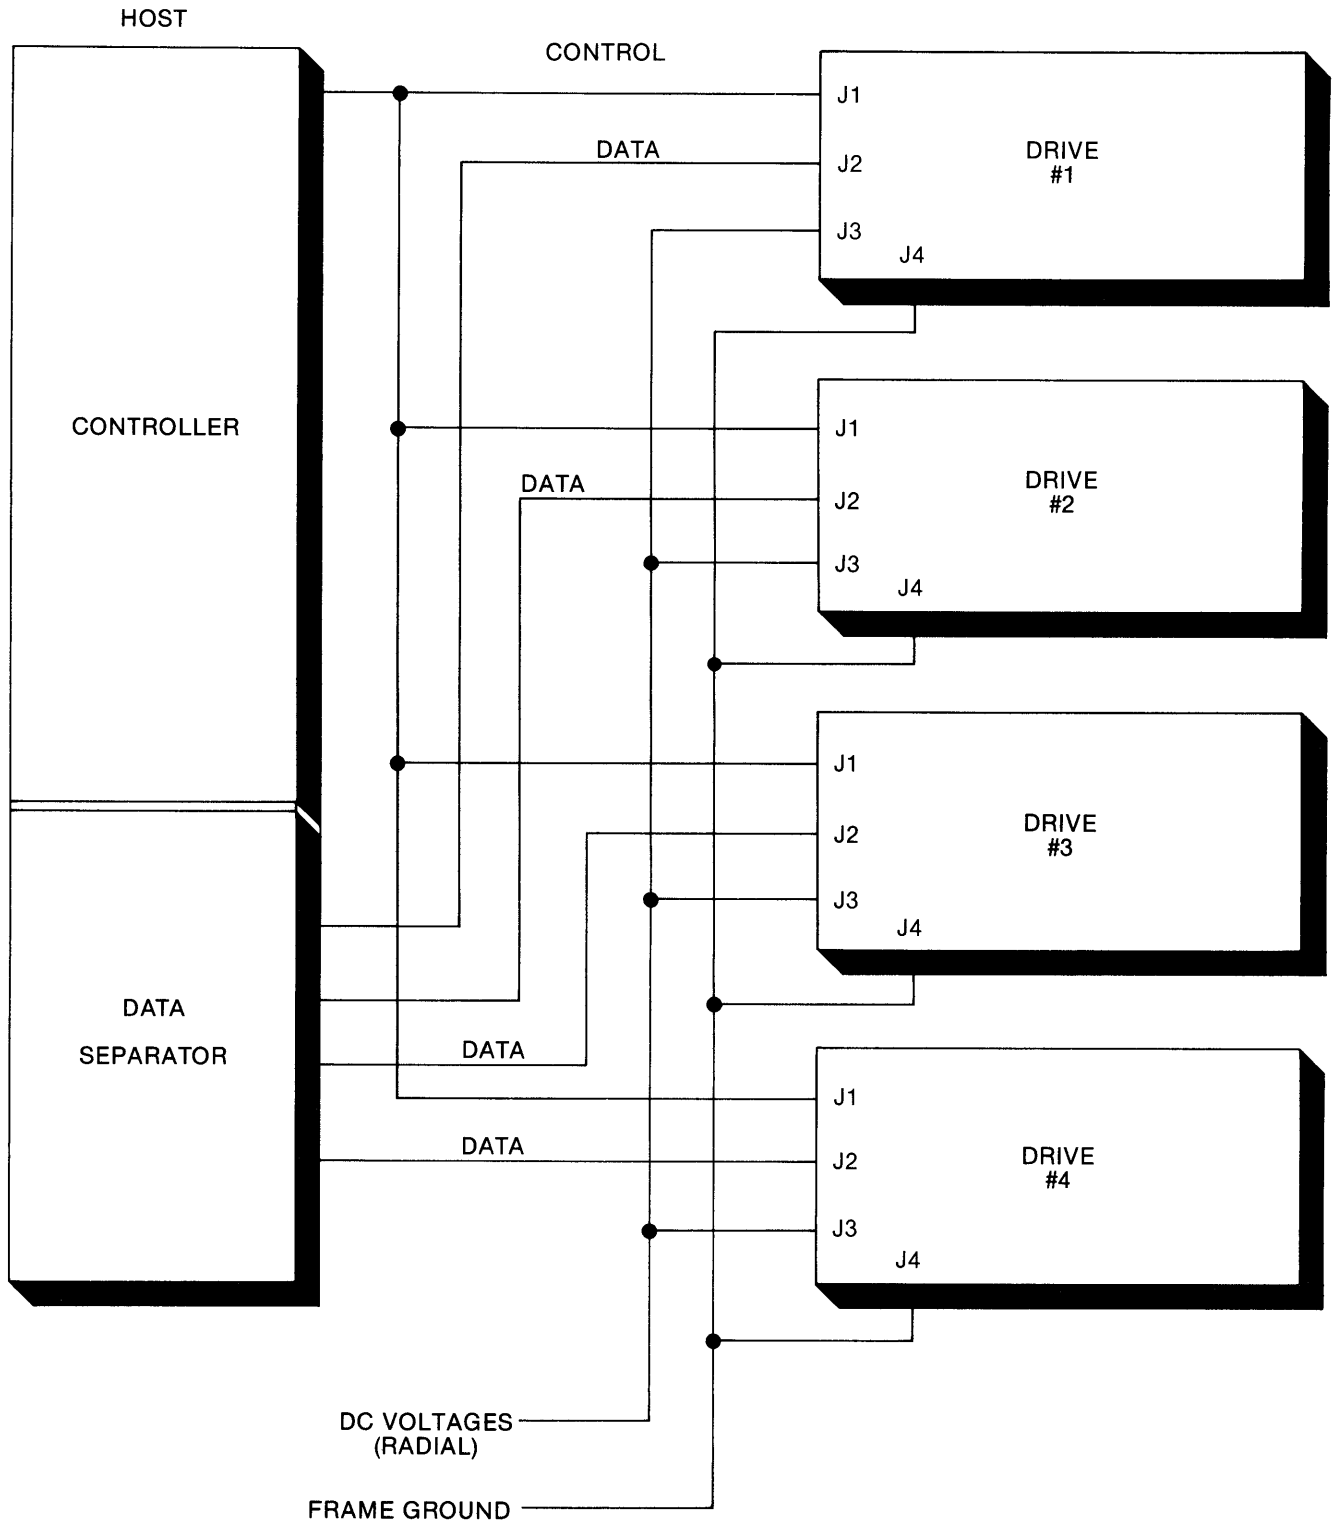 HOST
CONTROL
J1
DATA
J2
DRIVE
#1
J3
J4
CONTROLLER
J1
DATA
J2
DRIVE
#2
J3
J4
J1
J2
DRIVE
#3
J3
J4
DATA
SEPARATOR
DATA
J1
DATA
J2
DRIVE
#4
J3
J4
DC VOLTAGES
(RADIAL)
FRAME GROUND